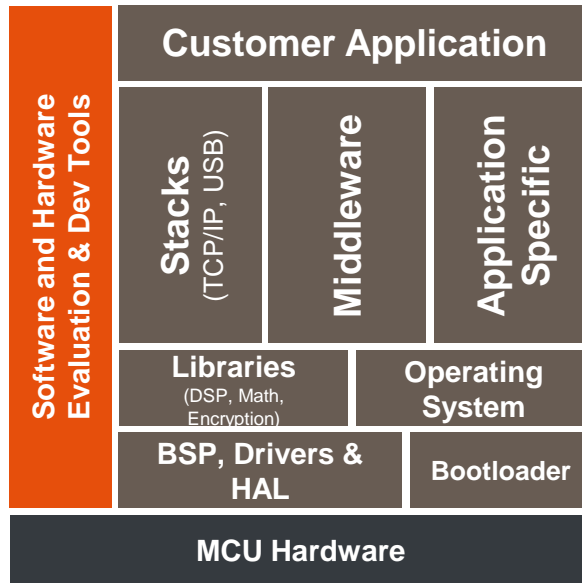 Customer Application
Software and Hardware
Evaluation & Dev Tools
Stacks
(TCP/IP, USB)
Middleware
Application
Specific
Libraries
(DSP, Math,
Encryption)
Operating
System
BSP, Drivers &
HAL
Bootloader
MCU Hardware